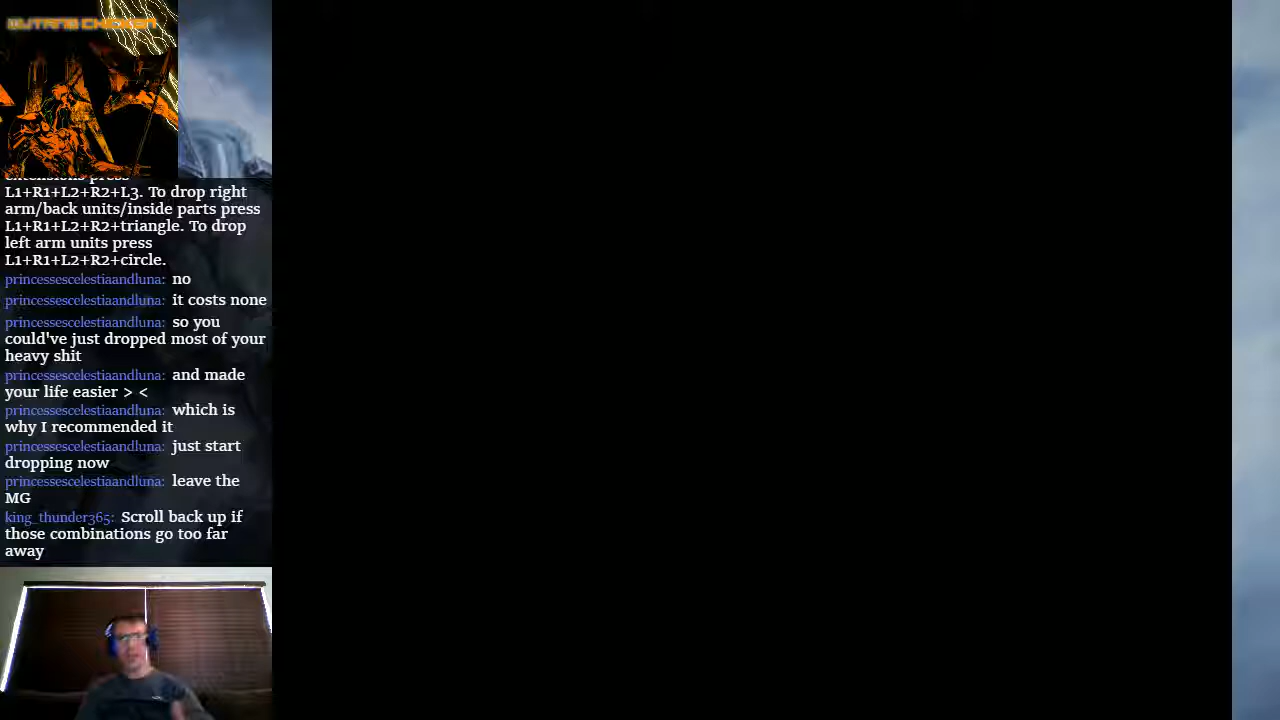 WUTANG CHICKEN
extensions press
L1+R1+L2+R2+L3. To drop right
arm/back units/inside parts press
L1+R1+L2+R2+triangle. To drop
left arm units press
L1+R1+L2+R2+circle.
princessescelestiaandluna: no
princessescelestiaandluna: it costs none
princessescelestiaandluna: so you
could've just dropped most of your
heavy shit
princessescelestiaandluna: and made
your life easier > <
princessescelestiaandluna: which is
why I recommended it
princessescelestiaandluna: just start
dropping now
princessescelestiaandluna: leave the
MG
king_thunder365: Scroll back up if
those combinations go too far
away